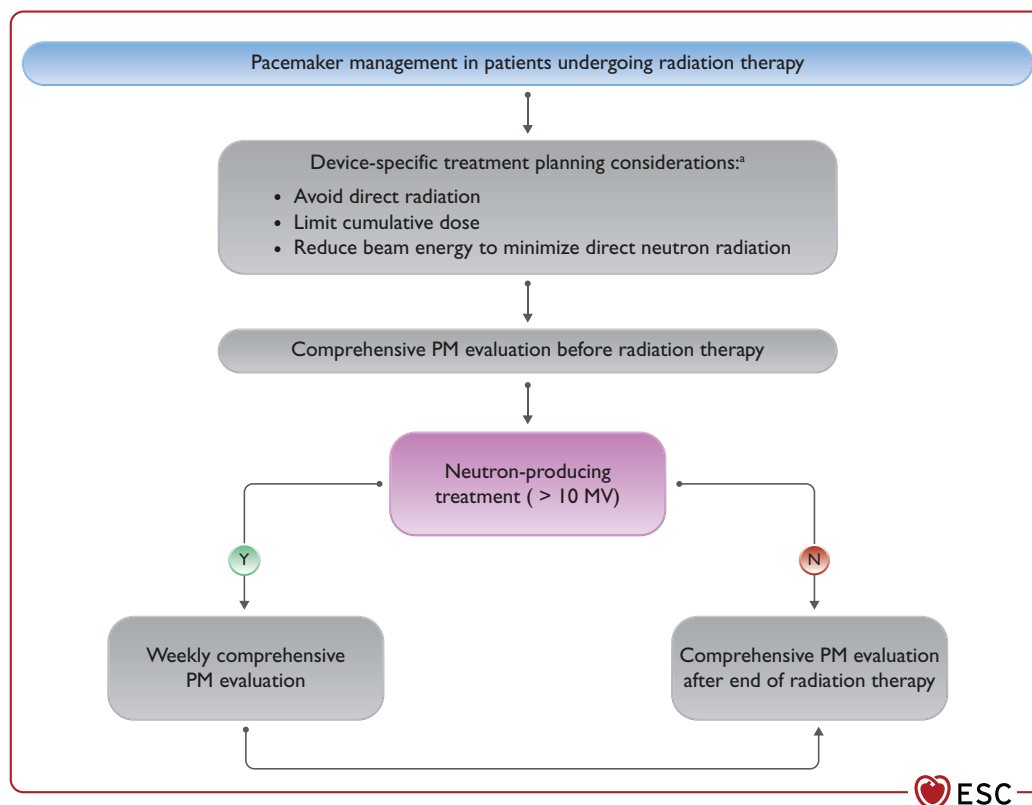 Pacemaker management in patients undergoing radiation therapy
Device-specific treatment planning considerations:ᵃ
• Avoid direct radiation
• Limit cumulative dose
• Reduce beam energy to minimize direct neutron radiation
Comprehensive PM evaluation before radiation therapy
Neutron-producing
treatment ( > 10 MV)
Y
N
Weekly comprehensive
PM evaluation
Comprehensive PM evaluation
after end of radiation therapy
ESC